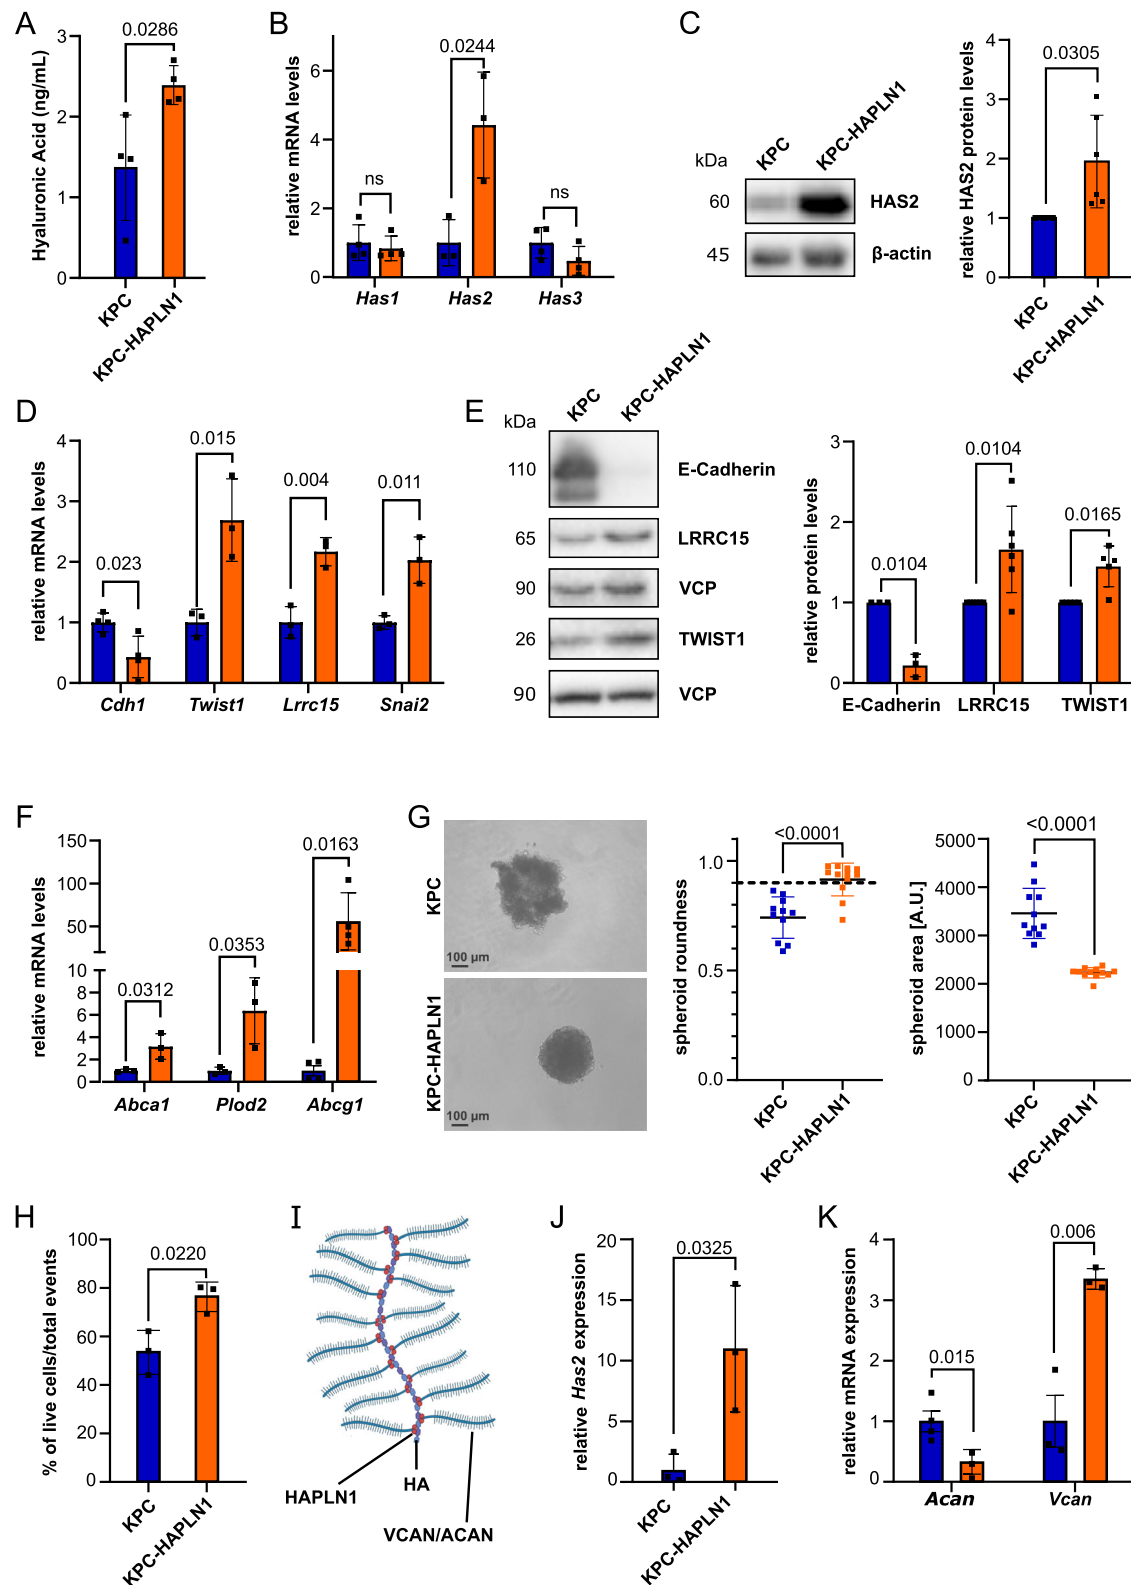 A
Hyaluronic Acid (ng/mL)
3
2
1
0
0.0286
KPC
KPC-HAPLN1
B
relative mRNA levels
6
4
2
0
ns
0.0244
ns
Has1
Has2
Has3
C
kDa
KPC
KPC-HAPLN1
60
HAS2
45
β-actin
relative HAS2 protein levels
4
3
2
1
0
0.0305
KPC
KPC-HAPLN1
D
relative mRNA levels
4
3
2
1
0
0.023
0.015
0.004
0.011
Cdh1
Twist1
Lrrc15
Snai2
E
kDa
KPC
KPC-HAPLN1
110
E-Cadherin
65
LRRC15
90
VCP
26
TWIST1
90
VCP
relative protein levels
3
2
1
0
0.0104
0.0104
0.0165
E-Cadherin
LRRC15
TWIST1
F
relative mRNA levels
150
100
50
10
8
6
4
2
0
0.0312
0.0353
0.0163
Abca1
Plod2
Abcg1
G
KPC
100 µm
KPC-HAPLN1
100 µm
spheroid roundness
1.0
0.5
0.0
<0.0001
KPC
KPC-HAPLN1
spheroid area [A.U.]
5000
4000
3000
2000
1000
0
<0.0001
KPC
KPC-HAPLN1
H
% of live cells/total events
100
80
60
40
20
0
0.0220
KPC
KPC-HAPLN1
I
HAPLN1
HA
VCAN/ACAN
J
relative Has2 expression
20
15
10
5
0
0.0325
KPC
KPC-HAPLN1
K
relative mRNA expression
4
3
2
1
0
0.015
0.006
Acan
Vcan